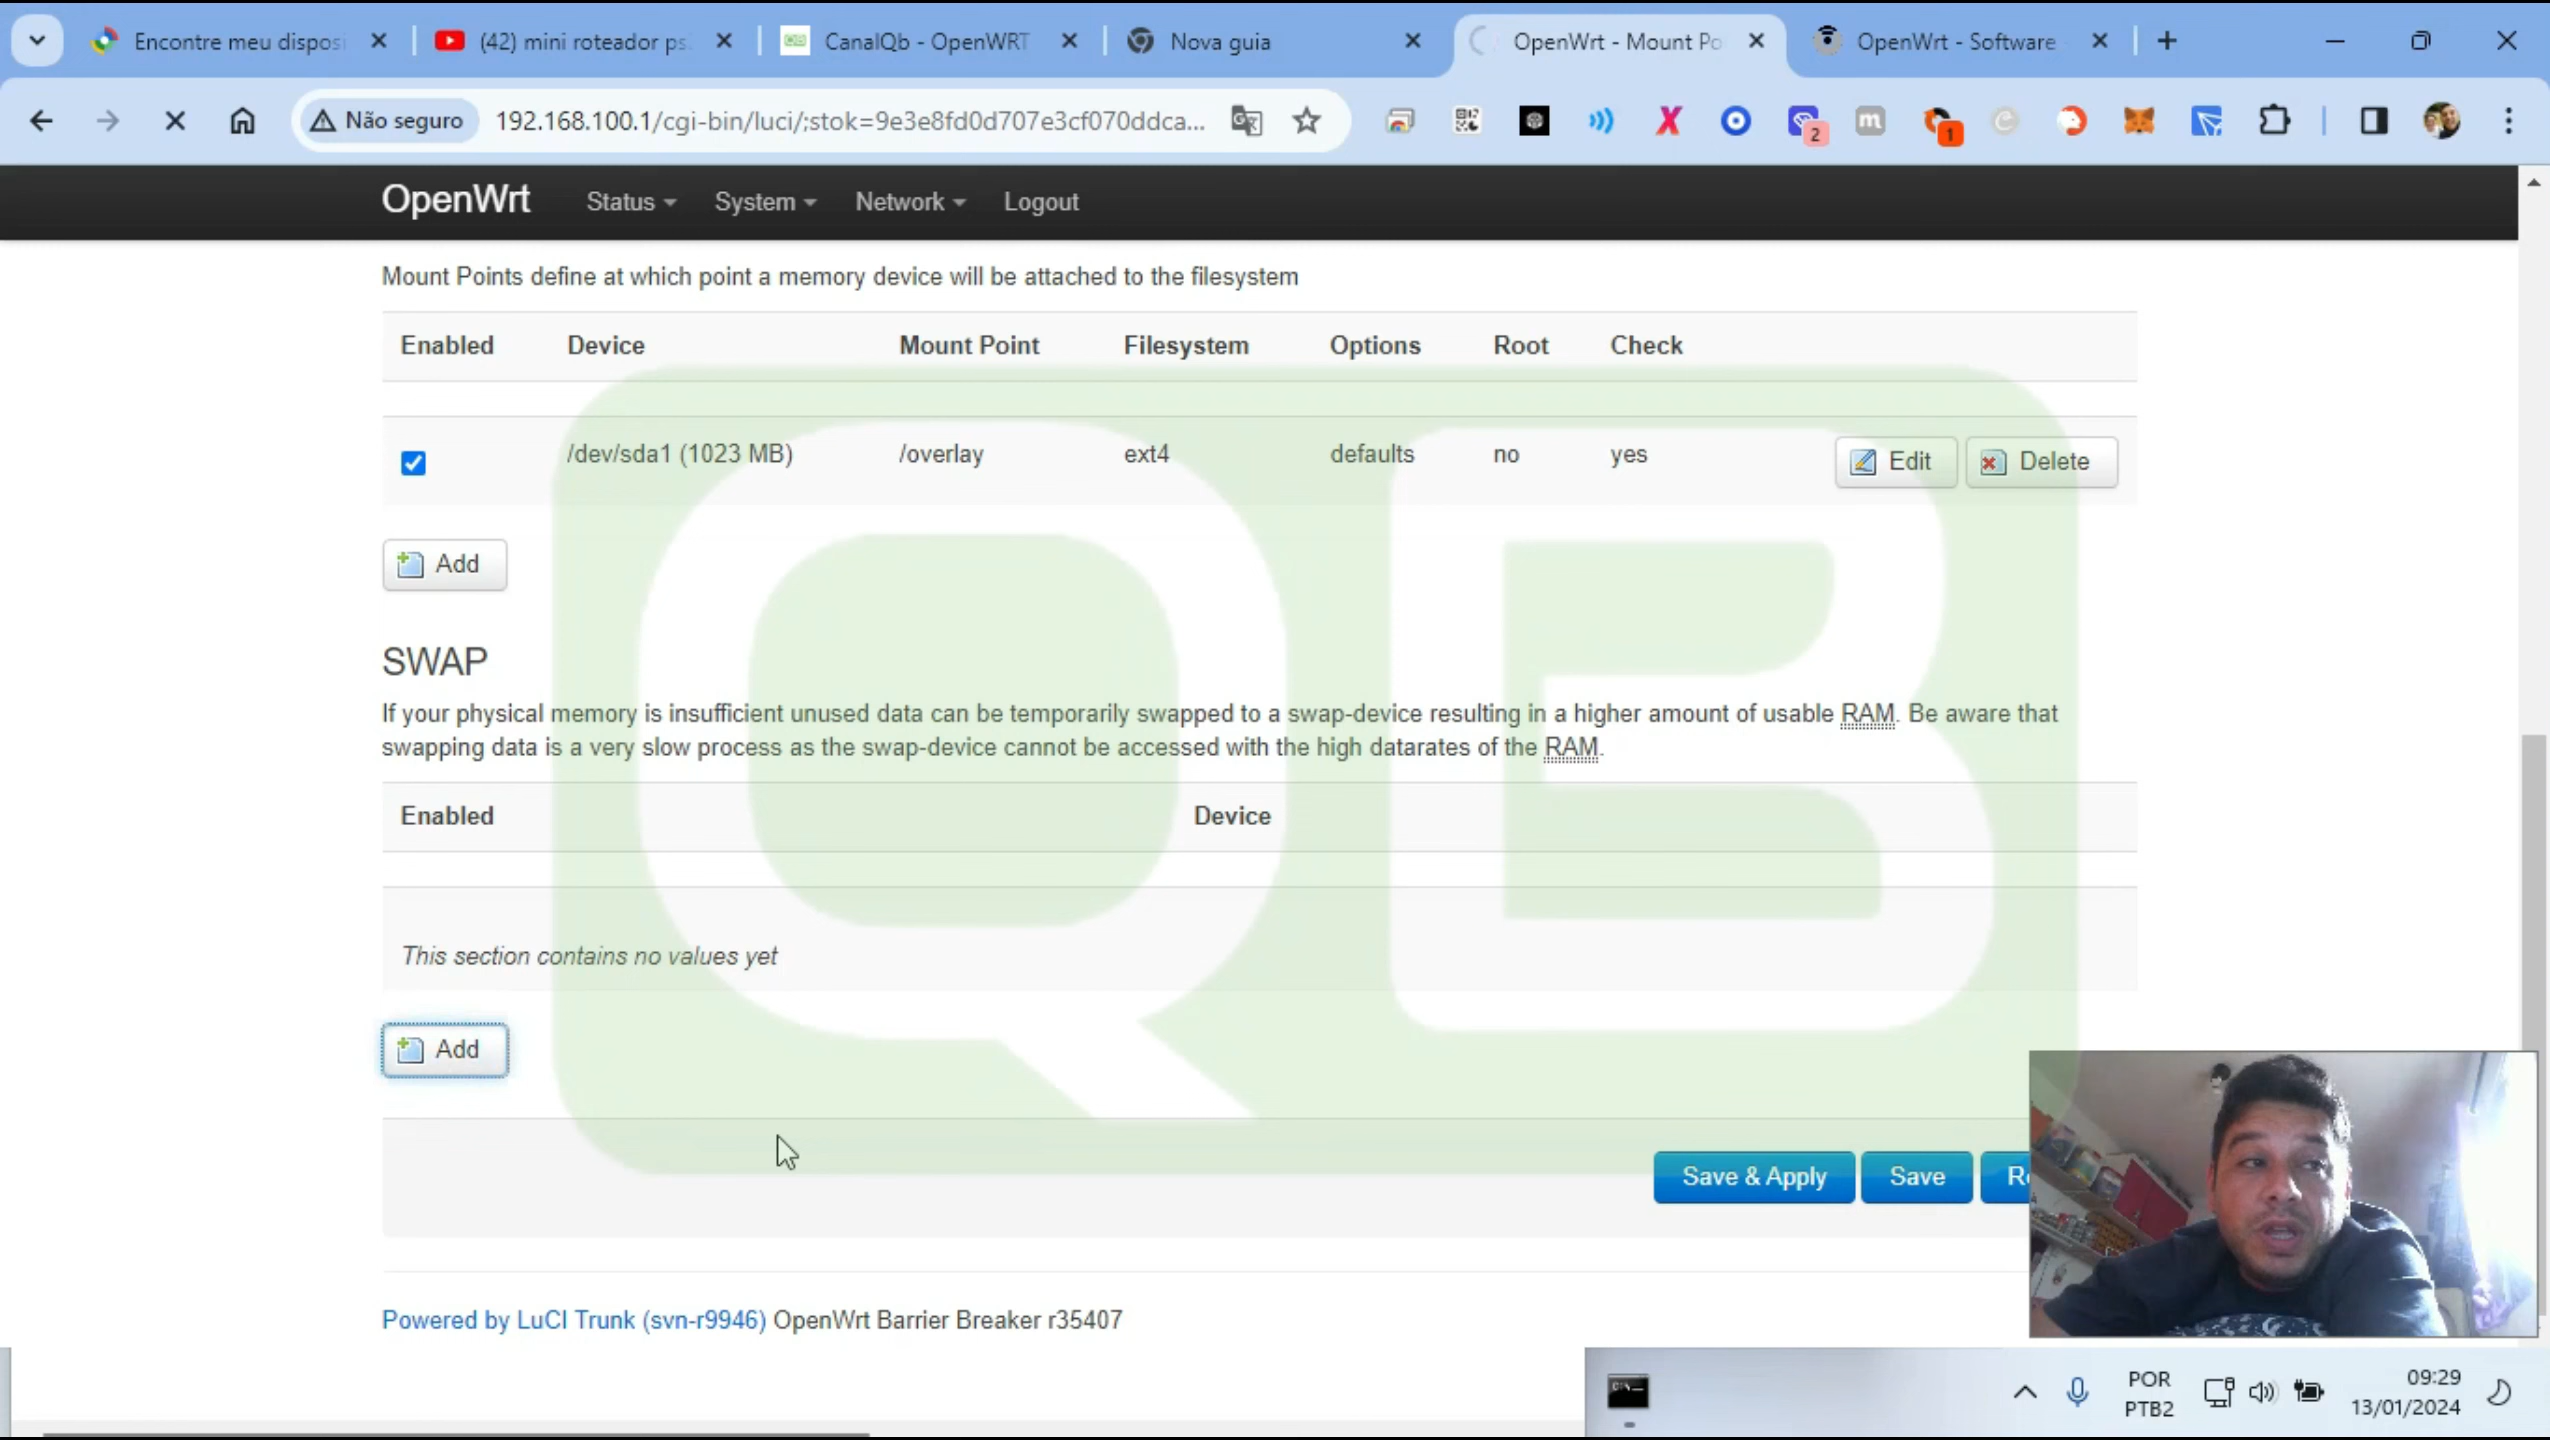 Encontre meu disposi
(42) mini roteador ps
CanalQb - OpenWRT
Nova guia
OpenWrt - Mount Po
OpenWrt - Software
Não seguro
192.168.100.1/cgi-bin/luci/;stok=9e3e8fd0d707e3cf070ddca...
2
1
OpenWrt
Status
System
Network
Logout
Mount Points define at which point a memory device will be attached to the filesystem
Enabled Device Mount Point Filesystem Options Root Check
/dev/sda1 (1023 MB) /overlay ext4 defaults no yes Edit Delete
Add
SWAP
If your physical memory is insufficient unused data can be temporarily swapped to a swap-device resulting in a higher amount of usable RAM. Be aware that
swapping data is a very slow process as the swap-device cannot be accessed with the high datarates of the RAM.
Enabled Device
This section contains no values yet
Add
Save & Apply Save Re
Powered by LuCI Trunk (svn-r9946) OpenWrt Barrier Breaker r35407
QB
POR
PTB2
09:29
13/01/2024